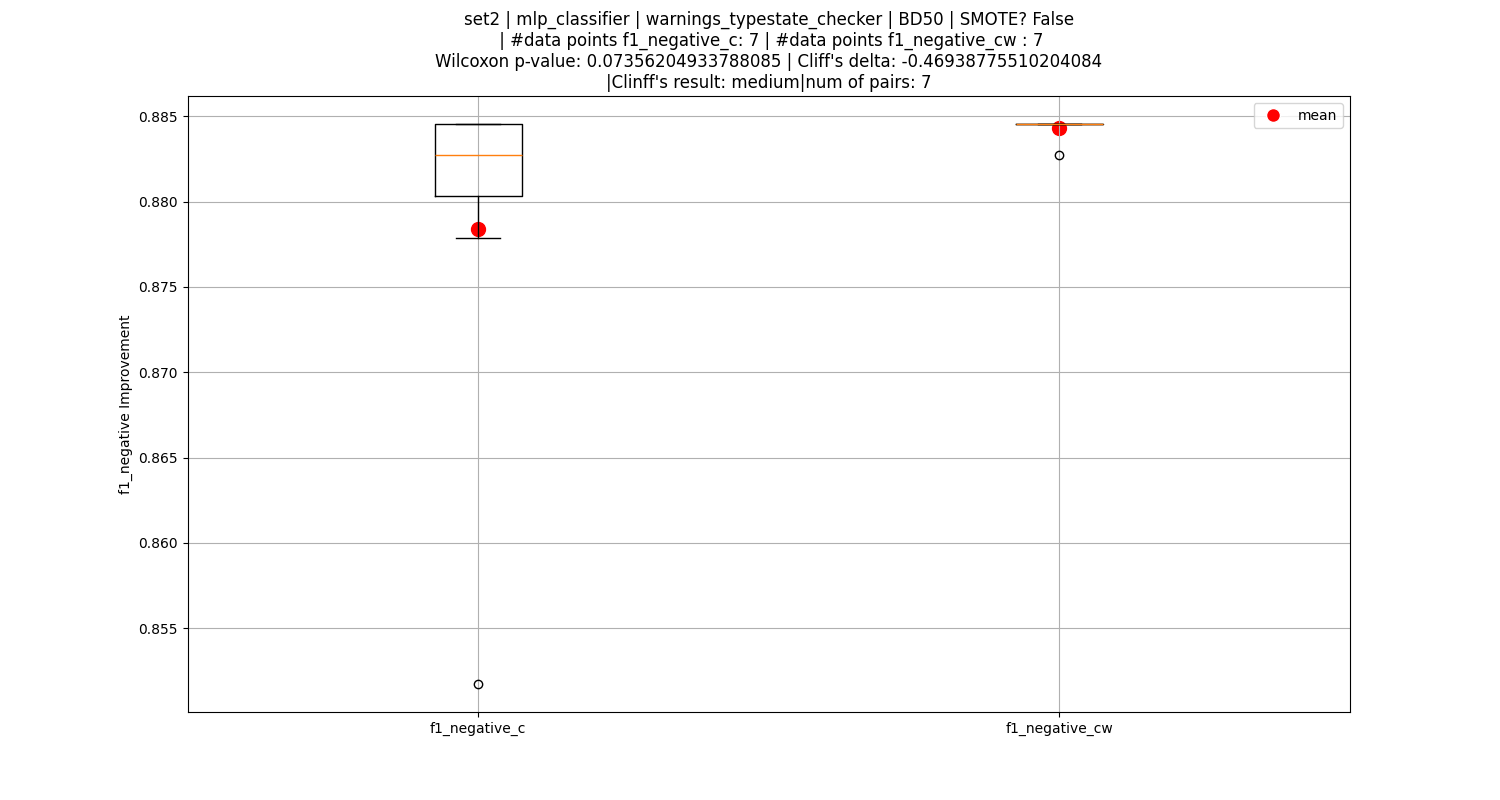 set2 | mlp_classifier | warnings_typestate_checker | BD50 | SMOTE? False
| #data points f1_negative_c: 7 | #data points f1_negative_cw : 7
Wilcoxon p-value: 0.07356204933788085 | Cliff's delta: -0.46938775510204084
|Clinff's result: medium|num of pairs: 7
mean
0.885
0.880
0.875
0.870
0.865
0.860
0.855
f1_negative Improvement
f1_negative_c
f1_negative_cw